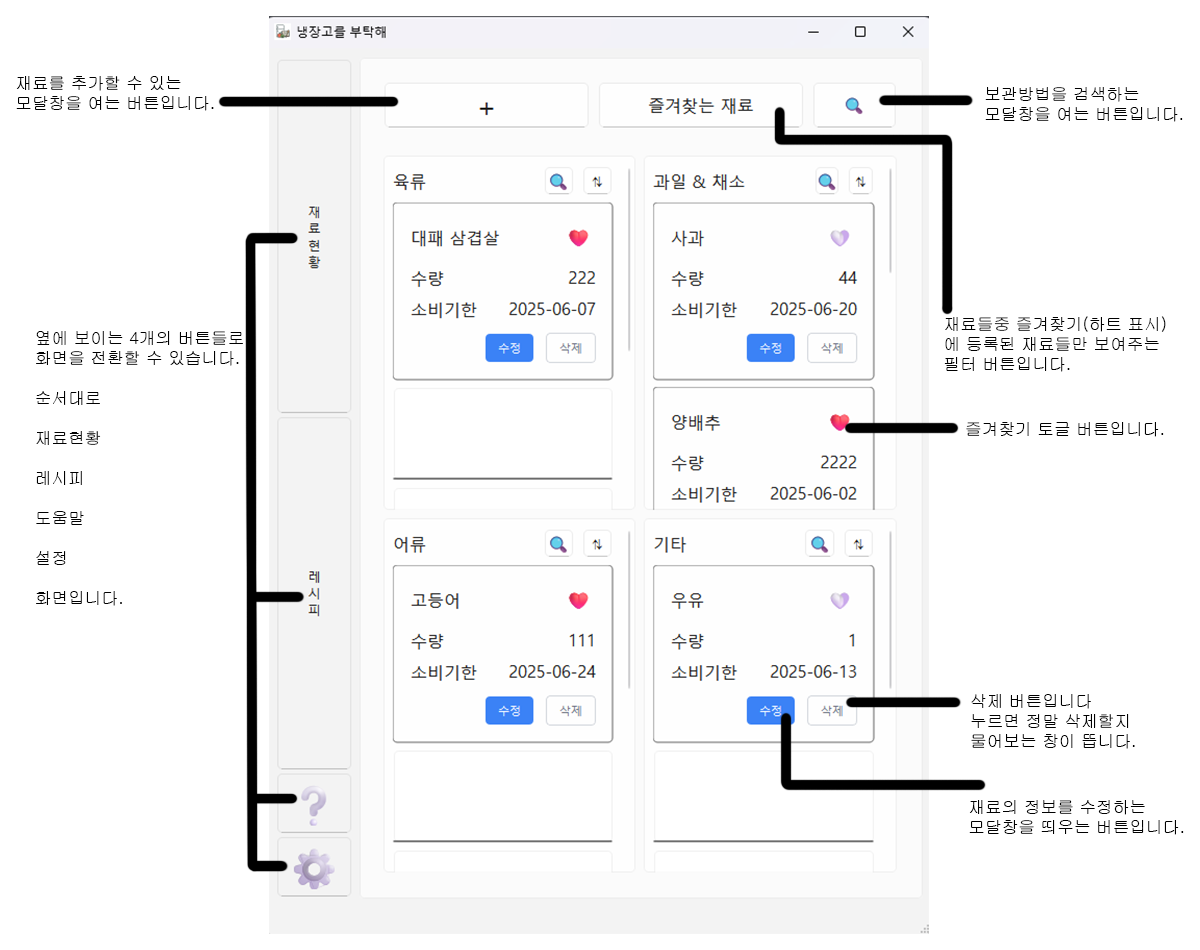 냉장고를 부탁해
재료를 추가할 수 있는
모달창을 여는 버튼입니다.
+
즐겨찾는 재료
보관방법을 검색하는
모달창을 여는 버튼입니다.
재료현황
육류
대패 삼겹살
수량 222
소비기한 2025-06-07
수정 삭제
과일 & 채소
사과
수량 44
소비기한 2025-06-20
수정 삭제
양배추
수량 2222
소비기한 2025-06-02
재료들중 즐겨찾기(하트 표시)
에 등록된 재료들만 보여주는
필터 버튼입니다.
즐겨찾기 토글 버튼입니다.
옆에 보이는 4개의 버튼들로
화면을 전환할 수 있습니다.
순서대로
재료현황
레시피
도움말
설정
화면입니다.
레시피
어류
고등어
수량 111
소비기한 2025-06-24
수정 삭제
기타
우유
수량 1
소비기한 2025-06-13
수정 삭제
삭제 버튼입니다
누르면 정말 삭제할지
물어보는 창이 뜹니다.
재료의 정보를 수정하는
모달창을 띄우는 버튼입니다.
?